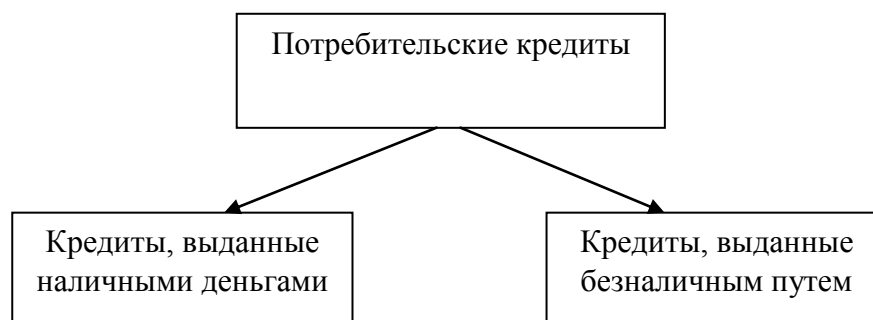 Потребительские кредиты
Кредиты, выданные
наличными деньгами
Кредиты, выданные
безналичным путем